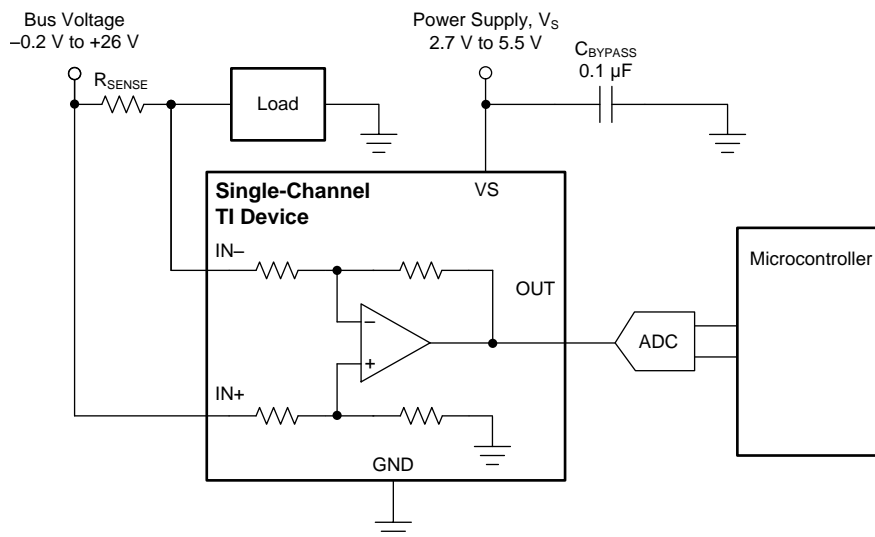 Bus Voltage
–0.2 V to +26 V
RSENSE
Load
Power Supply, VS
2.7 V to 5.5 V
CBYPASS
0.1 µF
Single-Channel
TI Device
VS
IN–
OUT
–
+
IN+
GND
ADC
Microcontroller